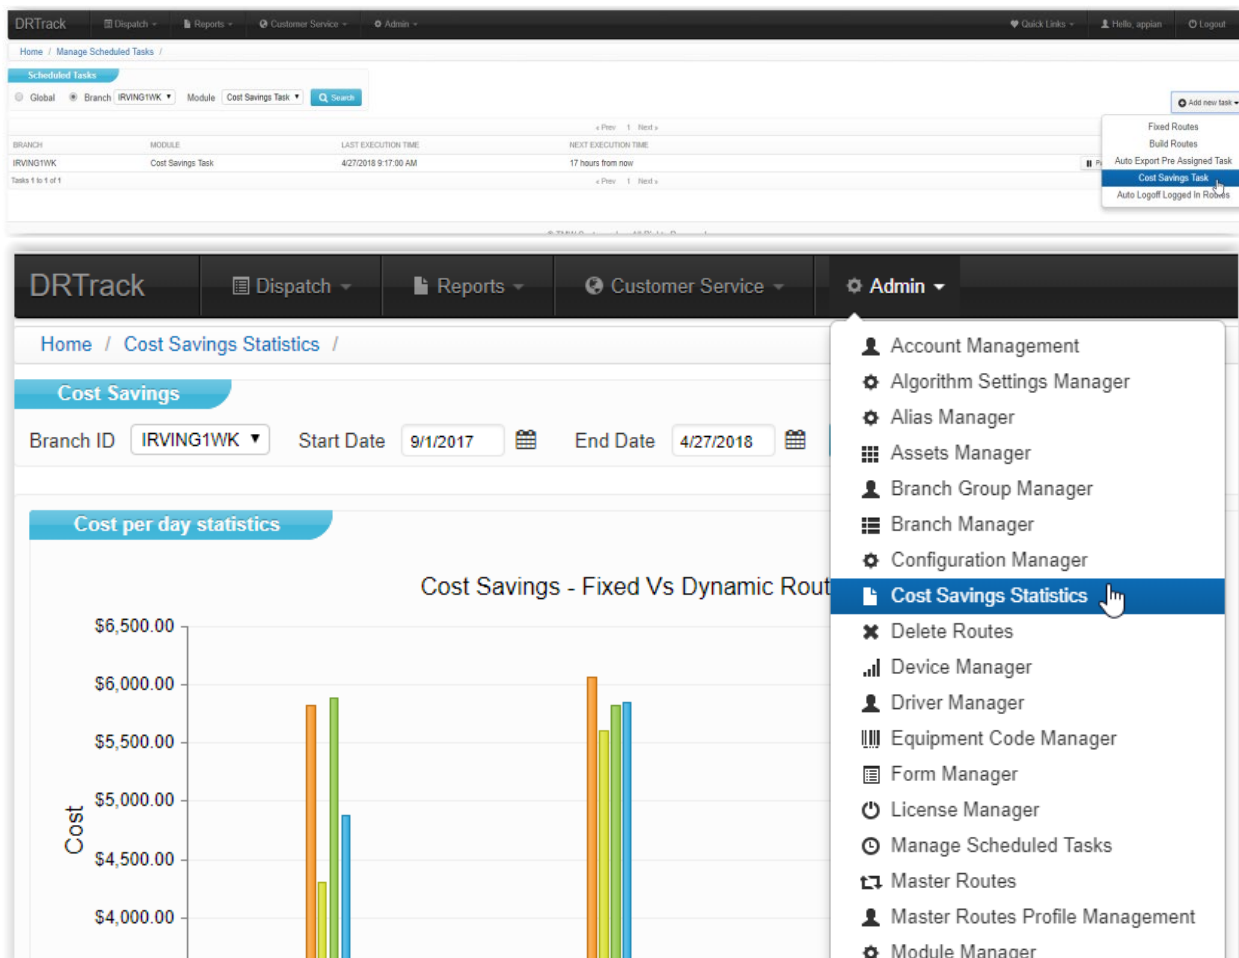 DRTrack Dispatch Reports Customer Service Admin Quick Links Hello, appian Logout
Home / Manage Scheduled Tasks /
Scheduled Tasks
Global Branch IRVING1WK Module Cost Savings Task Search
Add new task
« Prev 1 Next »
Fixed Routes
BRANCH MODULE LAST EXECUTION TIME NEXT EXECUTION TIME
Build Routes
IRVING1WK Cost Savings Task 4/27/2018 9:17:00 AM 17 hours from now
Auto Export Pre Assigned Task
Tasks 1 to 1 of 1 « Prev 1 Next »
Cost Savings Task
Auto Logoff Logged In Routes
DRTrack Dispatch Reports Customer Service Admin
Home / Cost Savings Statistics /
Cost Savings
Branch ID IRVING1WK Start Date 9/1/2017 End Date 4/27/2018
Cost per day statistics
Cost Savings - Fixed Vs Dynamic Rout
$6,500.00
$6,000.00
$5,500.00
$5,000.00
$4,500.00
$4,000.00
Cost
Account Management
Algorithm Settings Manager
Alias Manager
Assets Manager
Branch Group Manager
Branch Manager
Configuration Manager
Cost Savings Statistics
Delete Routes
Device Manager
Driver Manager
Equipment Code Manager
Form Manager
License Manager
Manage Scheduled Tasks
Master Routes
Master Routes Profile Management
Module Manager